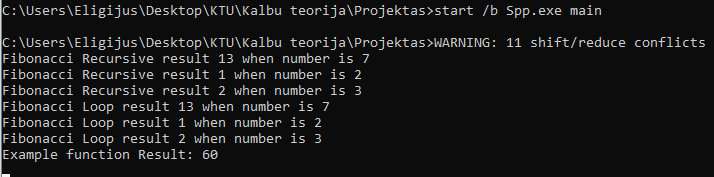 C:\Users\Eligijus\Desktop\KTU\Kalbu teorija\Projektas>start /b Spp.exe main
C:\Users\Eligijus\Desktop\KTU\Kalbu teorija\Projektas>WARNING: 11 shift/reduce conflicts
Fibonacci Recursive result 13 when number is 7
Fibonacci Recursive result 1 when number is 2
Fibonacci Recursive result 2 when number is 3
Fibonacci Loop result 13 when number is 7
Fibonacci Loop result 1 when number is 2
Fibonacci Loop result 2 when number is 3
Example function Result: 60